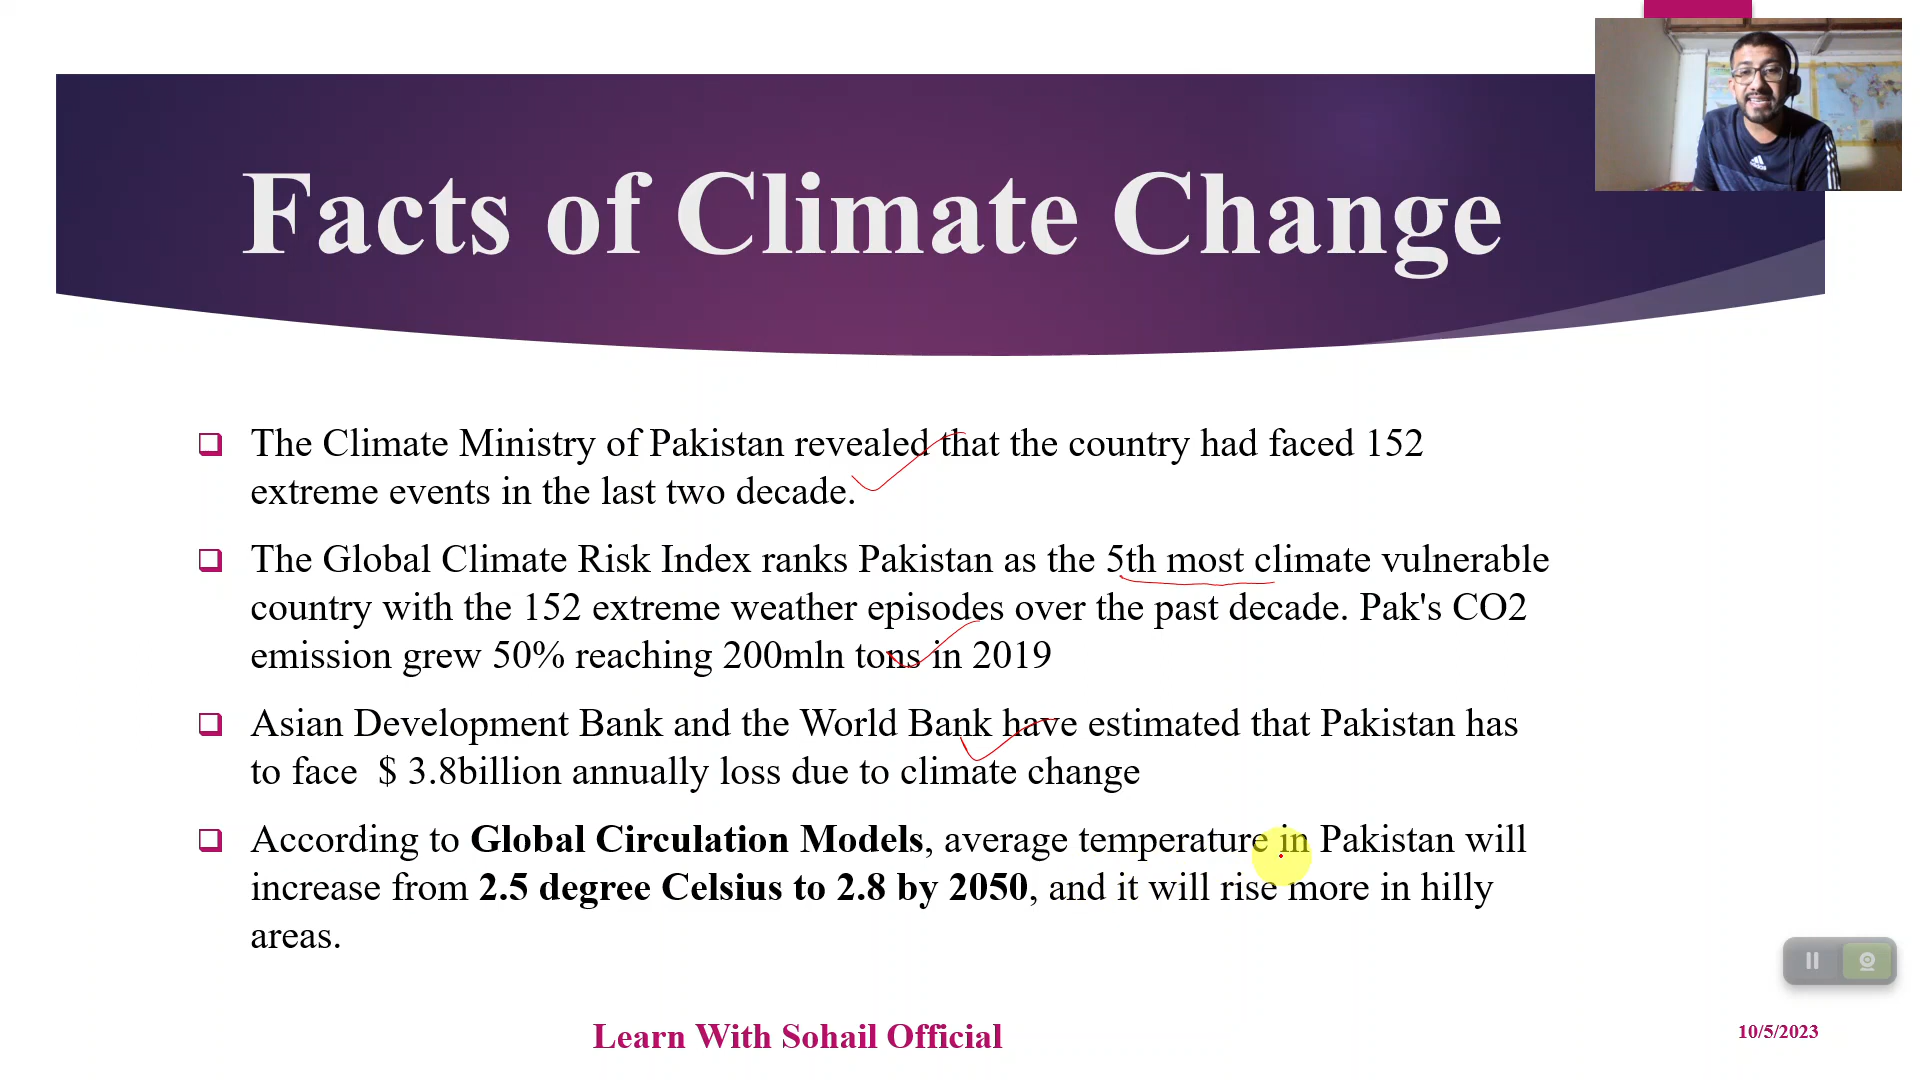 Facts of Climate Change
The Climate Ministry of Pakistan revealed that the country had faced 152
extreme events in the last two decade.
The Global Climate Risk Index ranks Pakistan as the 5th most climate vulnerable
country with the 152 extreme weather episodes over the past decade. Pak's CO2
emission grew 50% reaching 200mln tons in 2019
Asian Development Bank and the World Bank have estimated that Pakistan has
to face  $ 3.8billion annually loss due to climate change
According to Global Circulation Models, average temperature in Pakistan will
increase from 2.5 degree Celsius to 2.8 by 2050, and it will rise more in hilly
areas.
Learn With Sohail Official
10/5/2023